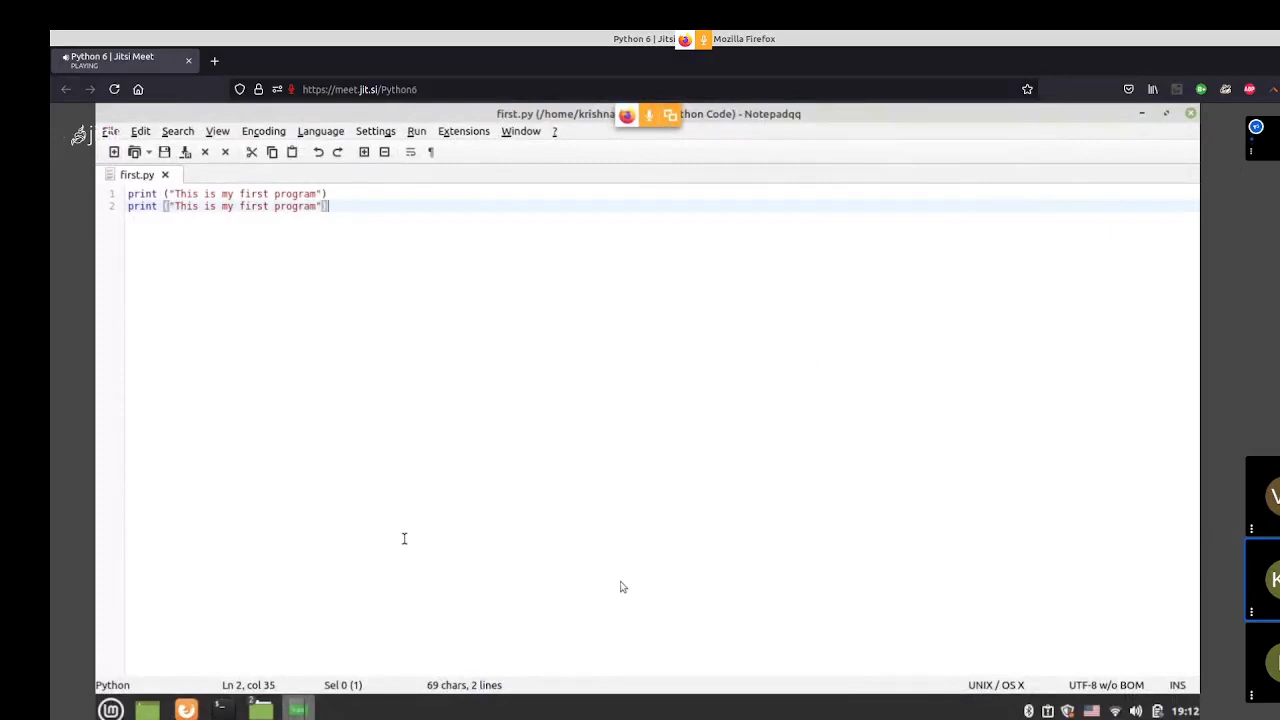 Python 6 | Jitsi Mozilla Firefox
Python 6 | Jitsi Meet
PLAYING
https://meet.jit.si/Python6
first.py (/home/krishna thon Code) - Notepadqq
File Edit Search View Encoding Language Settings Run Extensions Window ?
first.py
1 print ("This is my first program")
2 print ("This is my first program")
Python Ln 2, col 35 Sel 0 (1) 69 chars, 2 lines UNIX / OS X UTF-8 w/o BOM INS
19:12
V
K